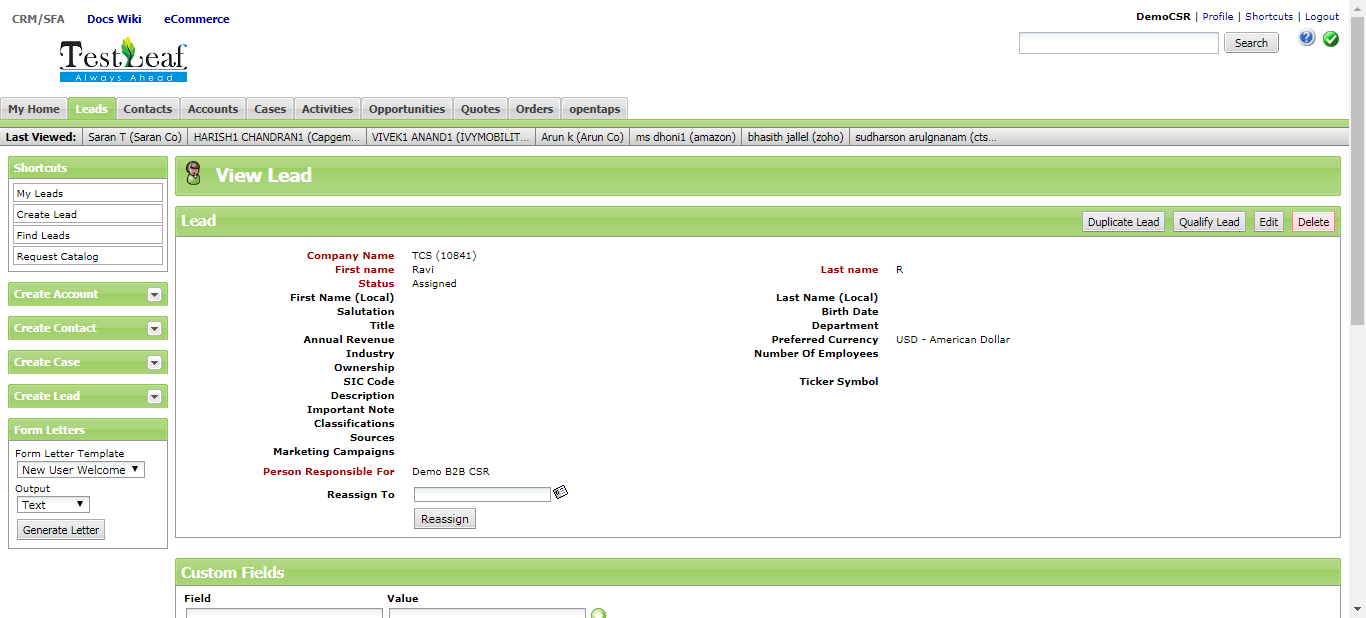 CRM/SFA Docs Wiki eCommerce
DemoCSR | Profile | Shortcuts | Logout
TestLeaf
Always Ahead
Search
My Home Leads Contacts Accounts Cases Activities Opportunities Quotes Orders opentaps
Last Viewed: Saran T (Saran Co) HARISH1 CHANDRAN1 (Capgem... VIVEK1 ANAND1 (IVYMOBILIT... Arun k (Arun Co) ms dhoni1 (amazon) bhasith jallel (zoho) sudharson arulgnanam (cts...
Shortcuts
My Leads
Create Lead
Find Leads
Request Catalog
Create Account
Create Contact
Create Case
Create Lead
Form Letters
Form Letter Template
New User Welcome
Output
Text
Generate Letter
View Lead
Lead
Duplicate Lead Qualify Lead Edit Delete
Company Name TCS (10841)
First name Ravi Last name R
Status Assigned
First Name (Local) Last Name (Local)
Salutation Birth Date
Title Department
Annual Revenue Preferred Currency USD - American Dollar
Industry Number Of Employees
Ownership
SIC Code Ticker Symbol
Description
Important Note
Classifications
Sources
Marketing Campaigns
Person Responsible For Demo B2B CSR
Reassign To
Reassign
Custom Fields
Field Value